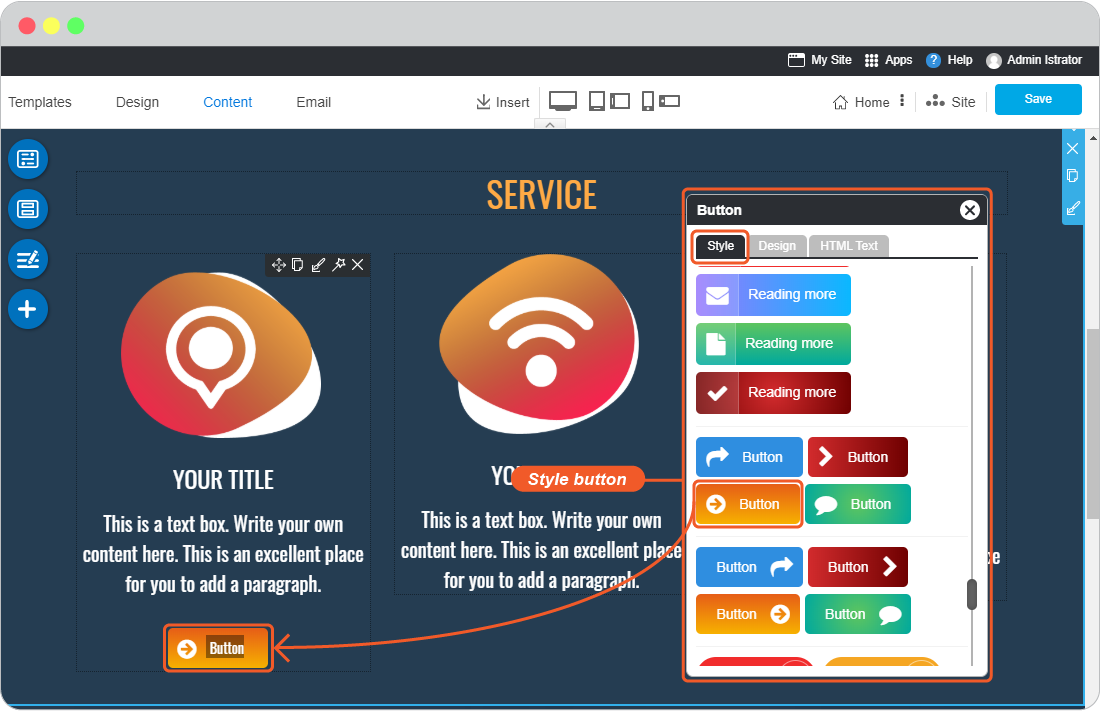 My Site
Apps
? Help
Admin Istrator
Templates
Design
Content
Email
Insert
Home
Site
Save
SERVICE
Button
Style
Design
HTML Text
Reading more
Reading more
Reading more
Button
Button
Button
Button
Button
Button
Button
Button
Style button
YOUR TITLE
This is a text box. Write your own
content here. This is an excellent place
for you to add a paragraph.
Button
This is a text box. Write your own
content here. This is an excellent place
for you to add a paragraph.